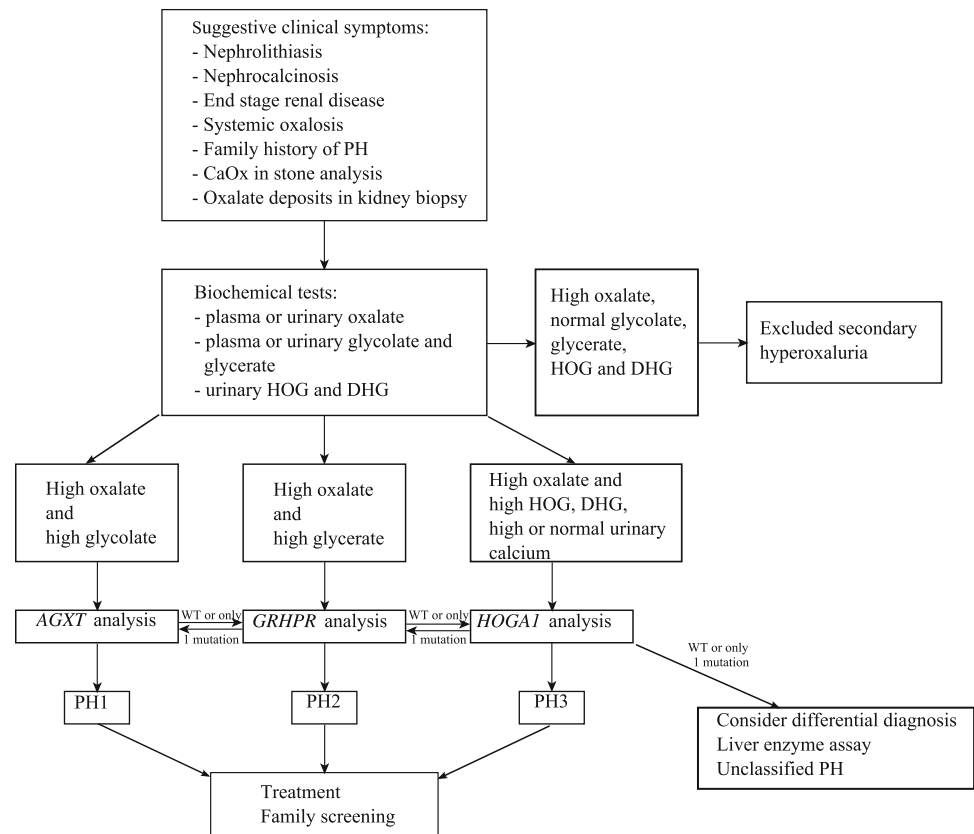 Suggestive clinical symptoms:
- Nephrolithiasis
- Nephrocalcinosis
- End stage renal disease
- Systemic oxalosis
- Family history of PH
- CaOx in stone analysis
- Oxalate deposits in kidney biopsy
Biochemical tests:
- plasma or urinary oxalate
- plasma or urinary glycolate and
glycerate
- urinary HOG and DHG
High oxalate,
normal glycolate,
glycerate,
HOG and DHG
Excluded secondary
hyperoxaluria
High oxalate
and
high glycolate
High oxalate
and
high glycerate
High oxalate and
high HOG, DHG,
high or normal urinary
calcium
AGXT analysis
WT or only
1 mutation
GRHPR analysis
WT or only
1 mutation
HOGA1 analysis
WT or only
1 mutation
PH1
PH2
PH3
Consider differential diagnosis
Liver enzyme assay
Unclassified PH
Treatment
Family screening